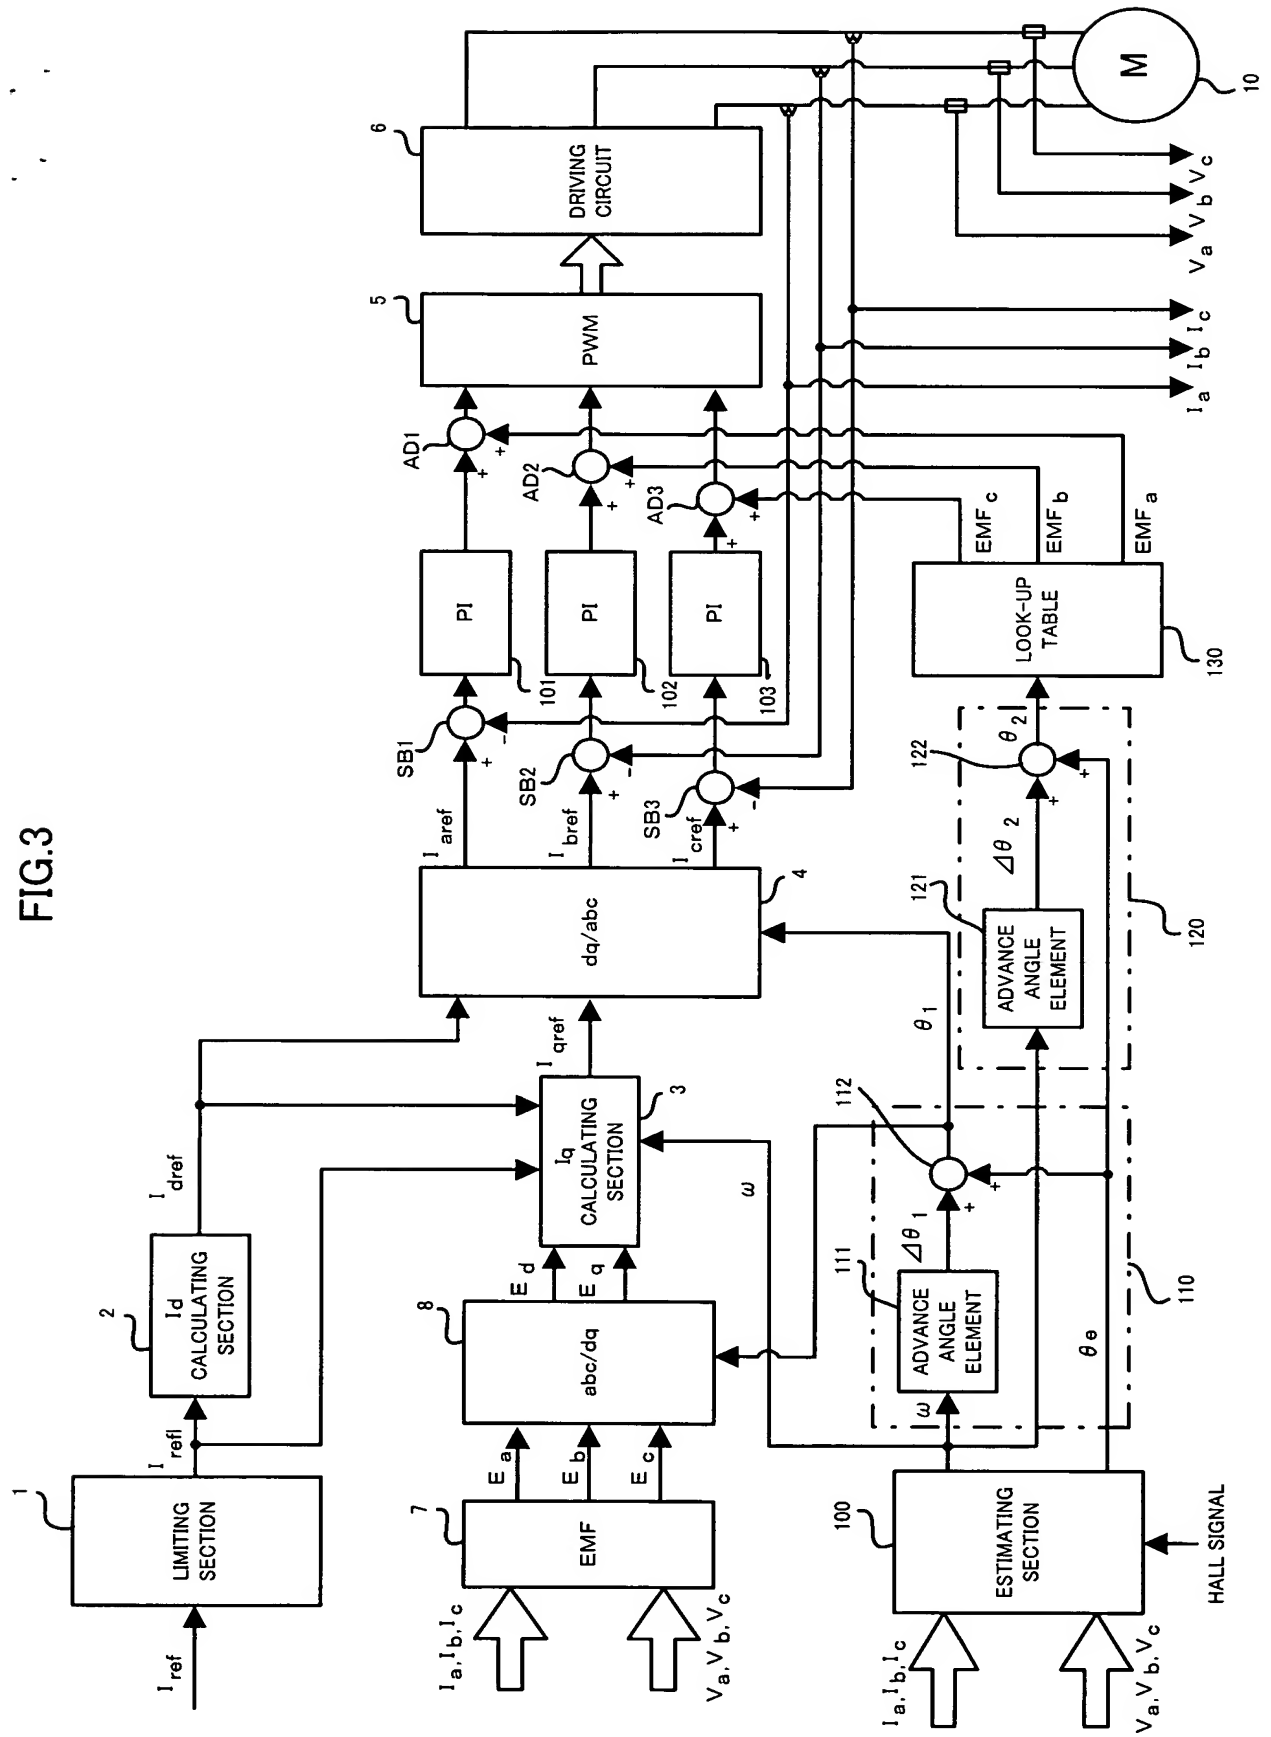 FIG.3
I ref
1
LIMITING
SECTION
I refl
2
Id
CALCULATING
SECTION
I dref
I a, I b, I c
V a, V b, V c
7
EMF
E a
E b
E c
8
abc/dq
E d
E q
Iq
CALCULATING
SECTION
3
ω
I qref
dq/abc
4
I aref
I bref
I cref
SB1
+
-
SB2
+
-
SB3
+
-
PI
101
PI
102
PI
103
AD1
+
+
AD2
+
+
AD3
+
+
5
PWM
6
DRIVING
CIRCUIT
M
10
V c
V b
V a
I c
I b
I a
I a, I b, I c
V a, V b, V c
100
ESTIMATING
SECTION
HALL SIGNAL
ω
111
ADVANCE
ANGLE
ELEMENT
Δθ 1
112
+
+
θ 1
θe
110
121
ADVANCE
ANGLE
ELEMENT
Δθ 2
122
+
+
θ 2
120
LOOK-UP
TABLE
130
EMF c
EMF b
EMF a